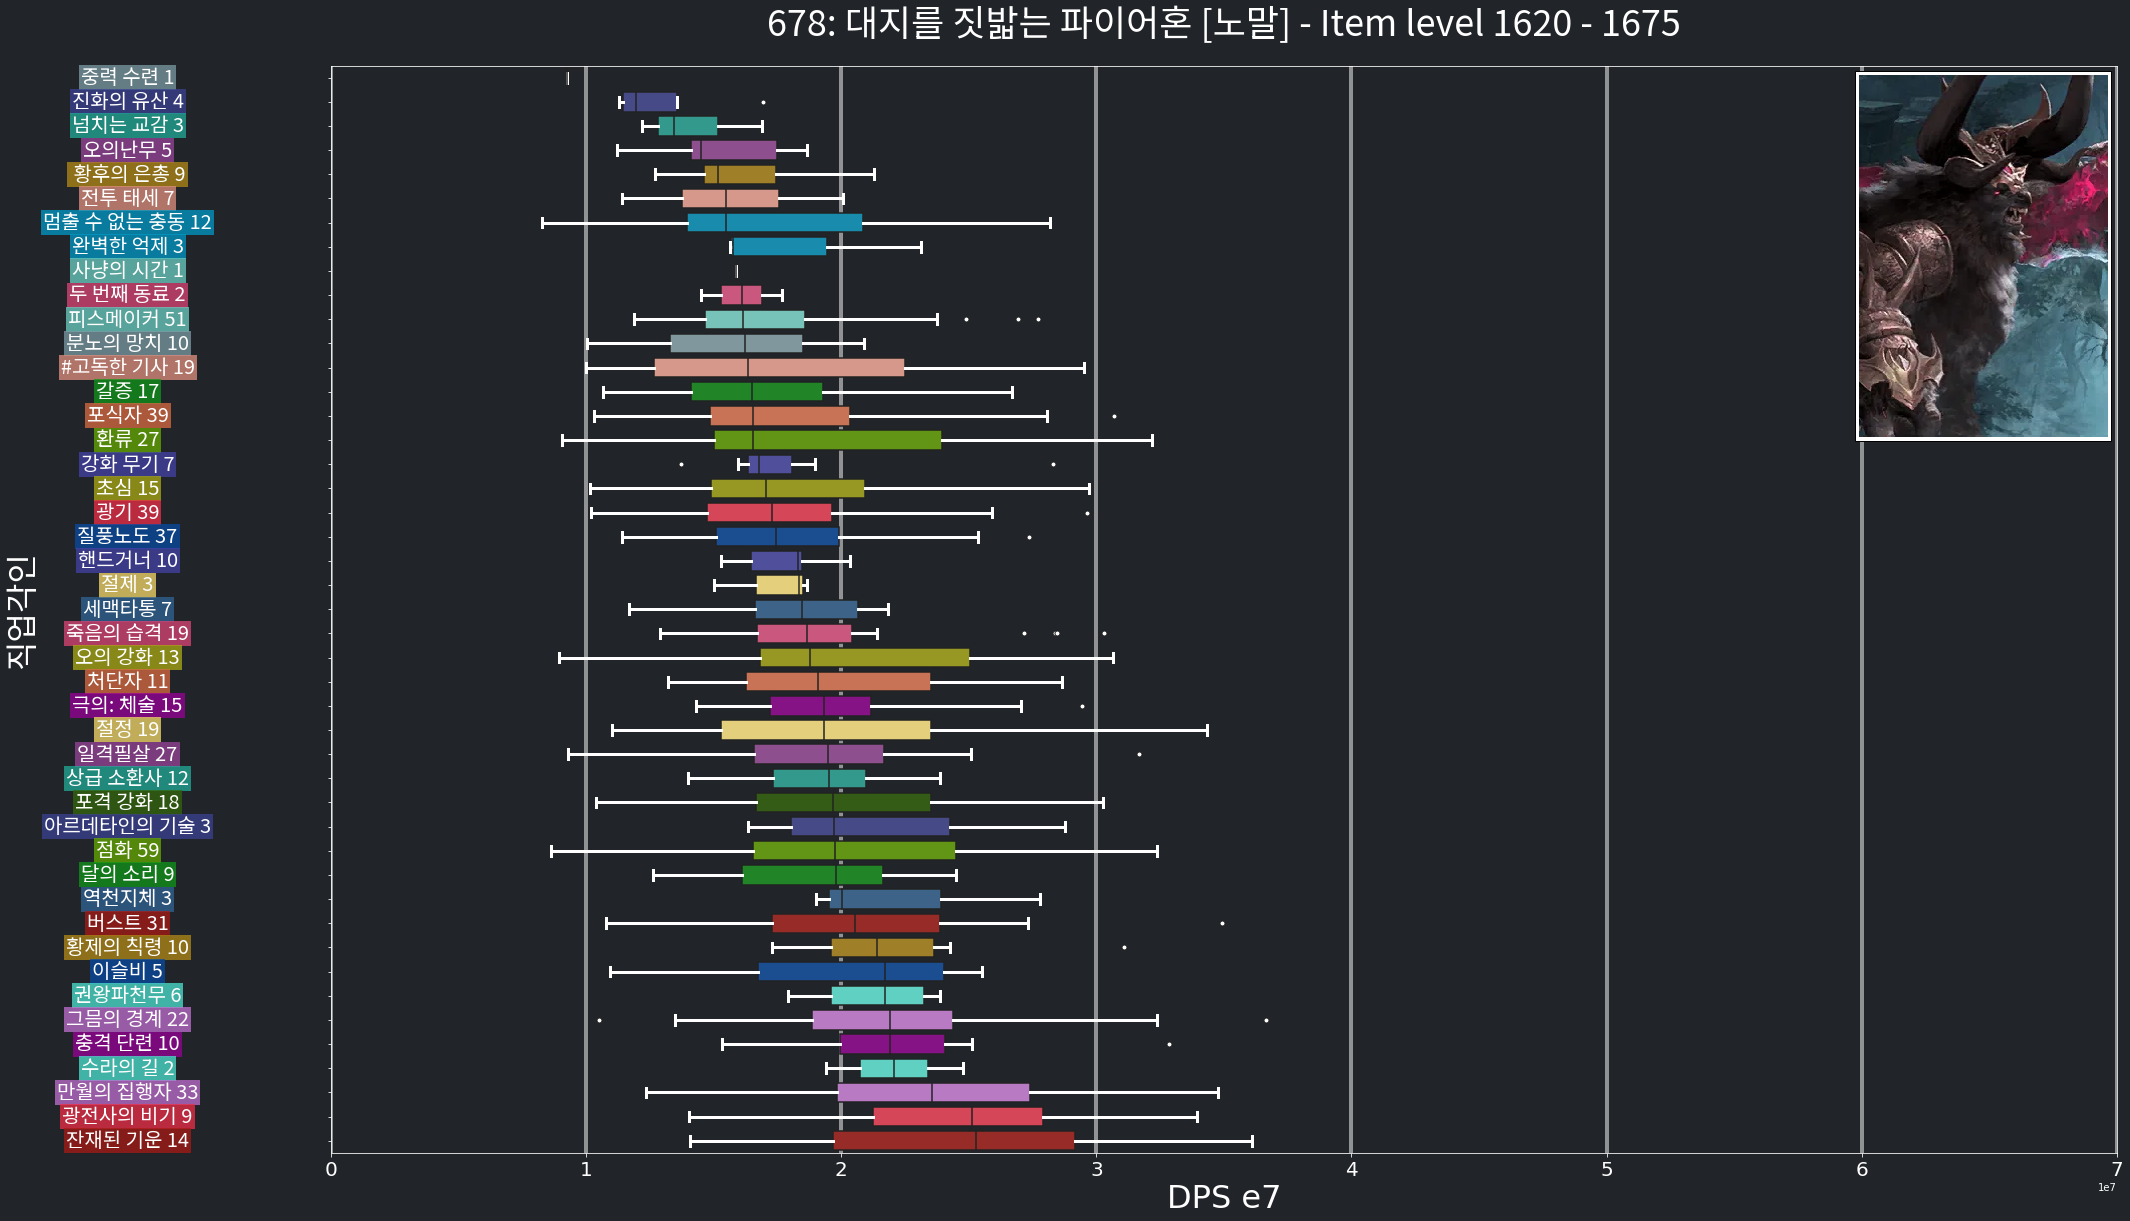 678: 대지를 짓밟는 파이어혼 [노말] - Item level 1620 - 1675
직업각인
중력 수련 1
진화의 유산 4
넘치는 교감 3
오의난무 5
황후의 은총 9
전투 태세 7
멈출 수 없는 충동 12
완벽한 억제 3
사냥의 시간 1
두 번째 동료 2
피스메이커 51
분노의 망치 10
#고독한 기사 19
갈증 17
포식자 39
환류 27
강화 무기 7
초심 15
광기 39
질풍노도 37
핸드거너 10
절제 3
세맥타통 7
죽음의 습격 19
오의 강화 13
처단자 11
극의: 체술 15
절정 19
일격필살 27
상급 소환사 12
포격 강화 18
아르데타인의 기술 3
점화 59
달의 소리 9
역천지체 3
버스트 31
황제의 칙령 10
이슬비 5
권왕파천무 6
그믐의 경계 22
충격 단련 10
수라의 길 2
만월의 집행자 33
광전사의 비기 9
잔재된 기운 14
0 1 2 3 4 5 6 7
1e7
DPS e7